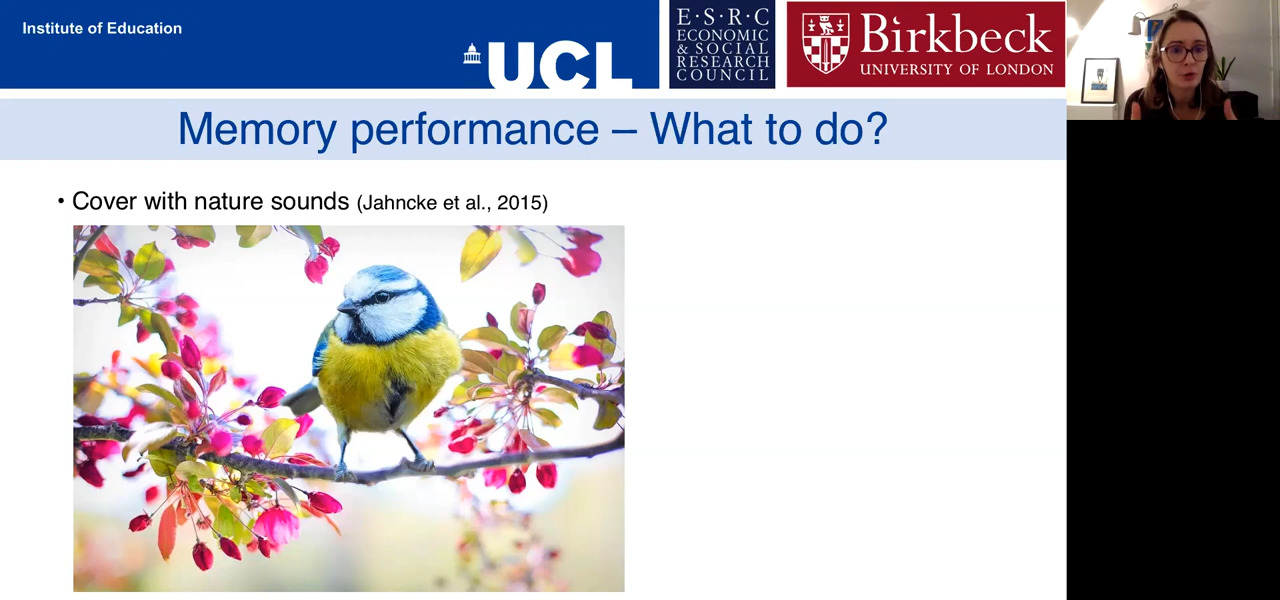 Institute of Education
UCL
E·S·R·C
ECONOMIC
& SOCIAL
RESEARCH
COUNCIL
Birkbeck
UNIVERSITY OF LONDON
Memory performance – What to do?
• Cover with nature sounds (Jahncke et al., 2015)